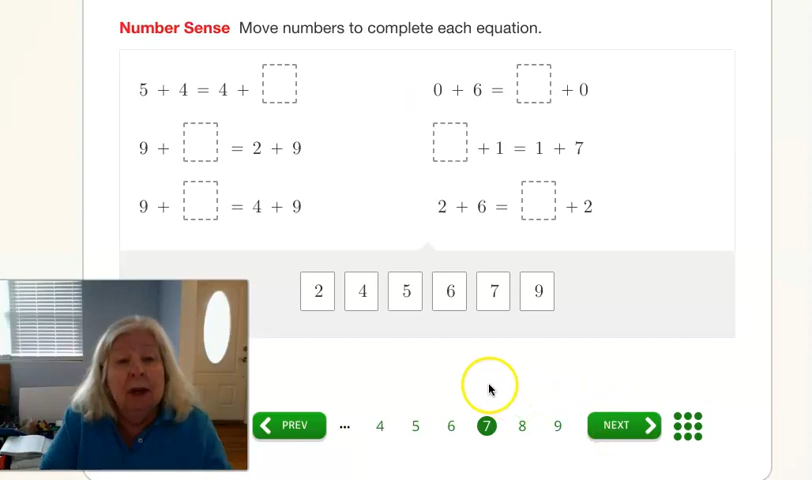 Number Sense Move numbers to complete each equation.
5 + 4 = 4 +
0 + 6 = + 0
9 + = 2 + 9
+ 1 = 1 + 7
9 + = 4 + 9
2 + 6 = + 2
2 4 5 6 7 9
PREV ... 4 5 6 7 8 9 NEXT